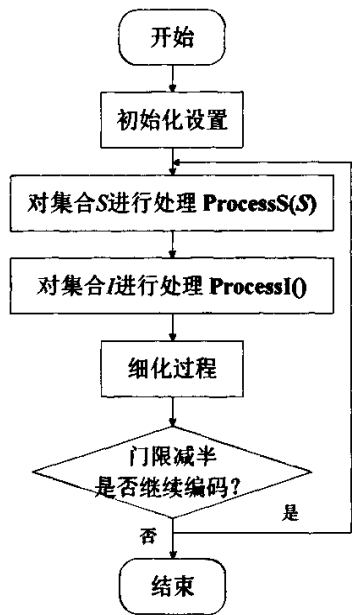 开始
初始化设置
对集合S进行处理 ProcessS(S)
对集合I进行处理 ProcessI()
细化过程
门限减半
是否继续编码?
是
否
结束